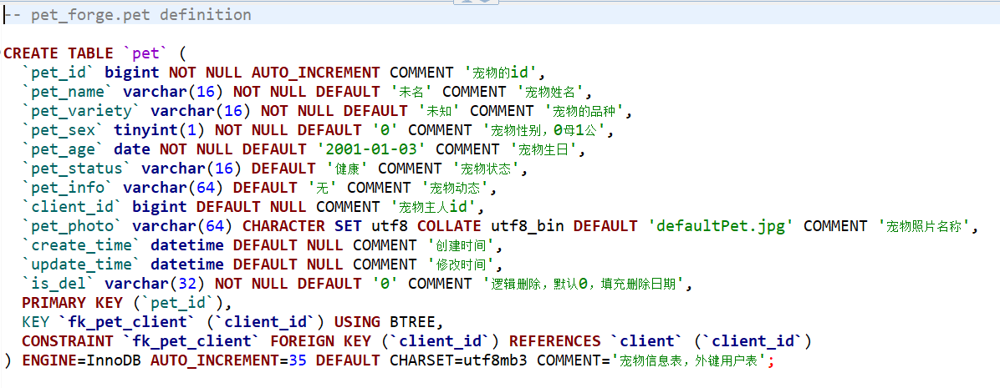 -- pet_forge.pet definition
CREATE TABLE `pet` (
`pet_id` bigint NOT NULL AUTO_INCREMENT COMMENT '宠物的id',
`pet_name` varchar(16) NOT NULL DEFAULT '未名' COMMENT '宠物姓名',
`pet_variety` varchar(16) NOT NULL DEFAULT '未知' COMMENT '宠物的品种',
`pet_sex` tinyint(1) NOT NULL DEFAULT '0' COMMENT '宠物性别，0母1公',
`pet_age` date NOT NULL DEFAULT '2001-01-03' COMMENT '宠物生日',
`pet_status` varchar(16) DEFAULT '健康' COMMENT '宠物状态',
`pet_info` varchar(64) DEFAULT '无' COMMENT '宠物动态',
`client_id` bigint DEFAULT NULL COMMENT '宠物主人id',
`pet_photo` varchar(64) CHARACTER SET utf8 COLLATE utf8_bin DEFAULT 'defaultPet.jpg' COMMENT '宠物照片名称',
`create_time` datetime DEFAULT NULL COMMENT '创建时间',
`update_time` datetime DEFAULT NULL COMMENT '修改时间',
`is_del` varchar(32) NOT NULL DEFAULT '0' COMMENT '逻辑删除，默认0，填充删除日期',
PRIMARY KEY (`pet_id`),
KEY `fk_pet_client` (`client_id`) USING BTREE,
CONSTRAINT `fk_pet_client` FOREIGN KEY (`client_id`) REFERENCES `client` (`client_id`)
) ENGINE=InnoDB AUTO_INCREMENT=35 DEFAULT CHARSET=utf8mb3 COMMENT='宠物信息表，外键用户表';